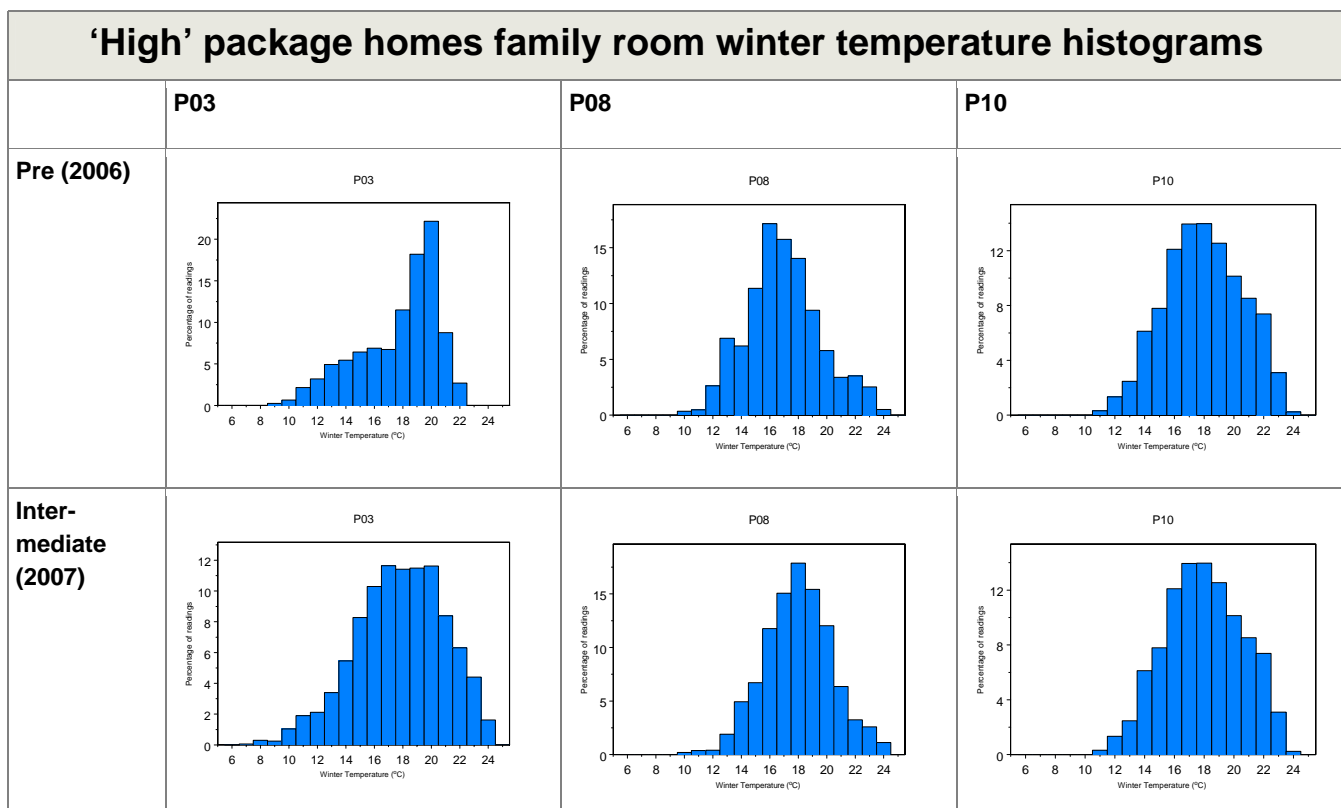 ‘High’ package homes family room winter temperature histograms
P03
P08
P10
Pre (2006)
P03
20
15
10
5
0
Percentage of readings
6 8 10 12 14 16 18 20 22 24
Winter Temperature (ºC)
P08
15
10
5
0
Percentage of readings
6 8 10 12 14 16 18 20 22 24
Winter Temperature (ºC)
P10
12
8
4
0
Percentage of readings
6 8 10 12 14 16 18 20 22 24
Winter Temperature (ºC)
Inter-
mediate
(2007)
P03
12
10
8
6
4
2
0
Percentage of readings
6 8 10 12 14 16 18 20 22 24
Winter Temperature (ºC)
P08
15
10
5
0
Percentage of readings
6 8 10 12 14 16 18 20 22 24
Winter Temperature (ºC)
P10
12
8
4
0
Percentage of readings
6 8 10 12 14 16 18 20 22 24
Winter Temperature (ºC)